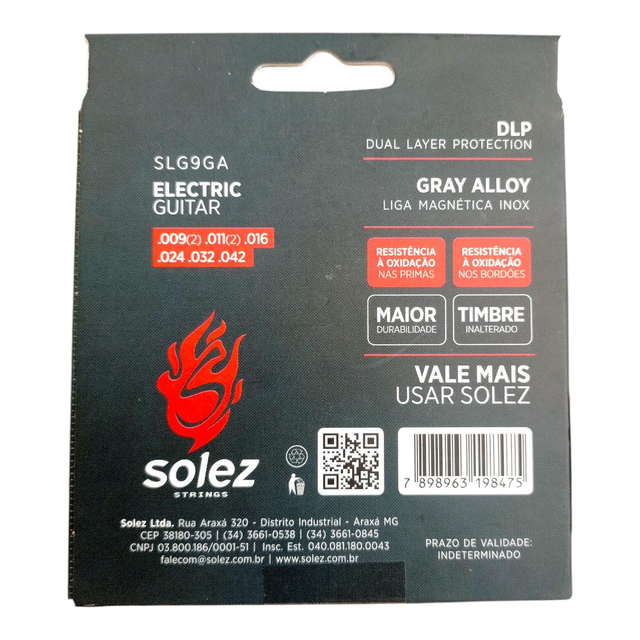 DLP
DUAL LAYER PROTECTION
SLG9GA
ELECTRIC
GUITAR
.009(2) .011(2) .016
.024 .032 .042
GRAY ALLOY
LIGA MAGNÉTICA INOX
RESISTÊNCIA
À OXIDAÇÃO
NAS PRIMAS
RESISTÊNCIA
À OXIDAÇÃO
NOS BORDÕES
MAIOR
DURABILIDADE
TIMBRE
INALTERADO
VALE MAIS
USAR SOLEZ
solez
STRINGS
7 898963 198475
Solez Ltda. Rua Araxá 320 - Distrito Industrial - Araxá MG
CEP 38180-305 | (34) 3661-0538 | (34) 3661-0845
CNPJ 03.800.186/0001-51 | Insc. Est. 040.081.180.0043
falecom@solez.com.br | www.solez.com.br
PRAZO DE VALIDADE:
INDETERMINADO